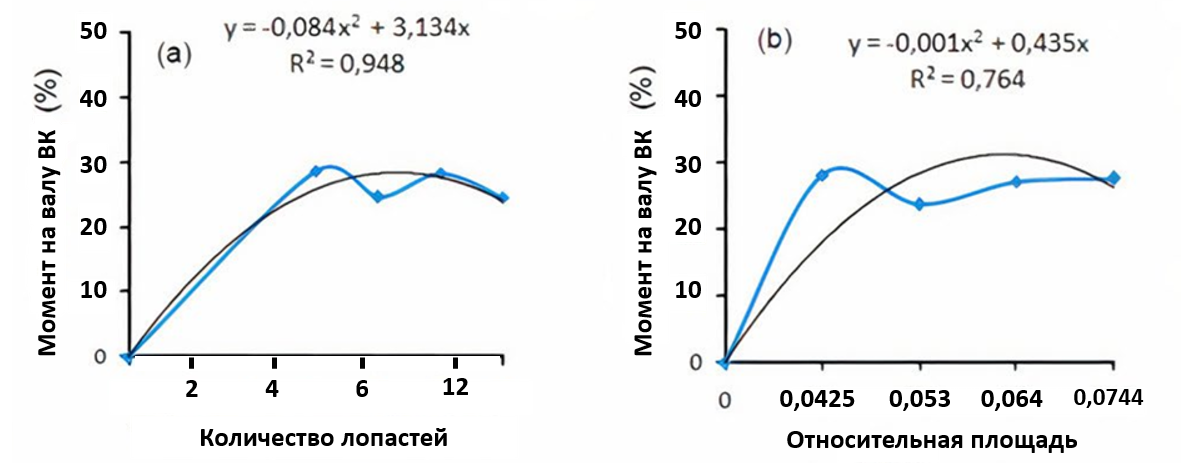 (a)
y = -0,084x² + 3,134x
R² = 0,948
Момент на валу ВК (%)
50
40
30
20
10
0
2 4 6 12
Количество лопастей
(b)
y = -0,001x² + 0,435x
R² = 0,764
Момент на валу ВК (%)
50
40
30
20
10
0
0 0,0425 0,053 0,064 0,0744
Относительная площадь